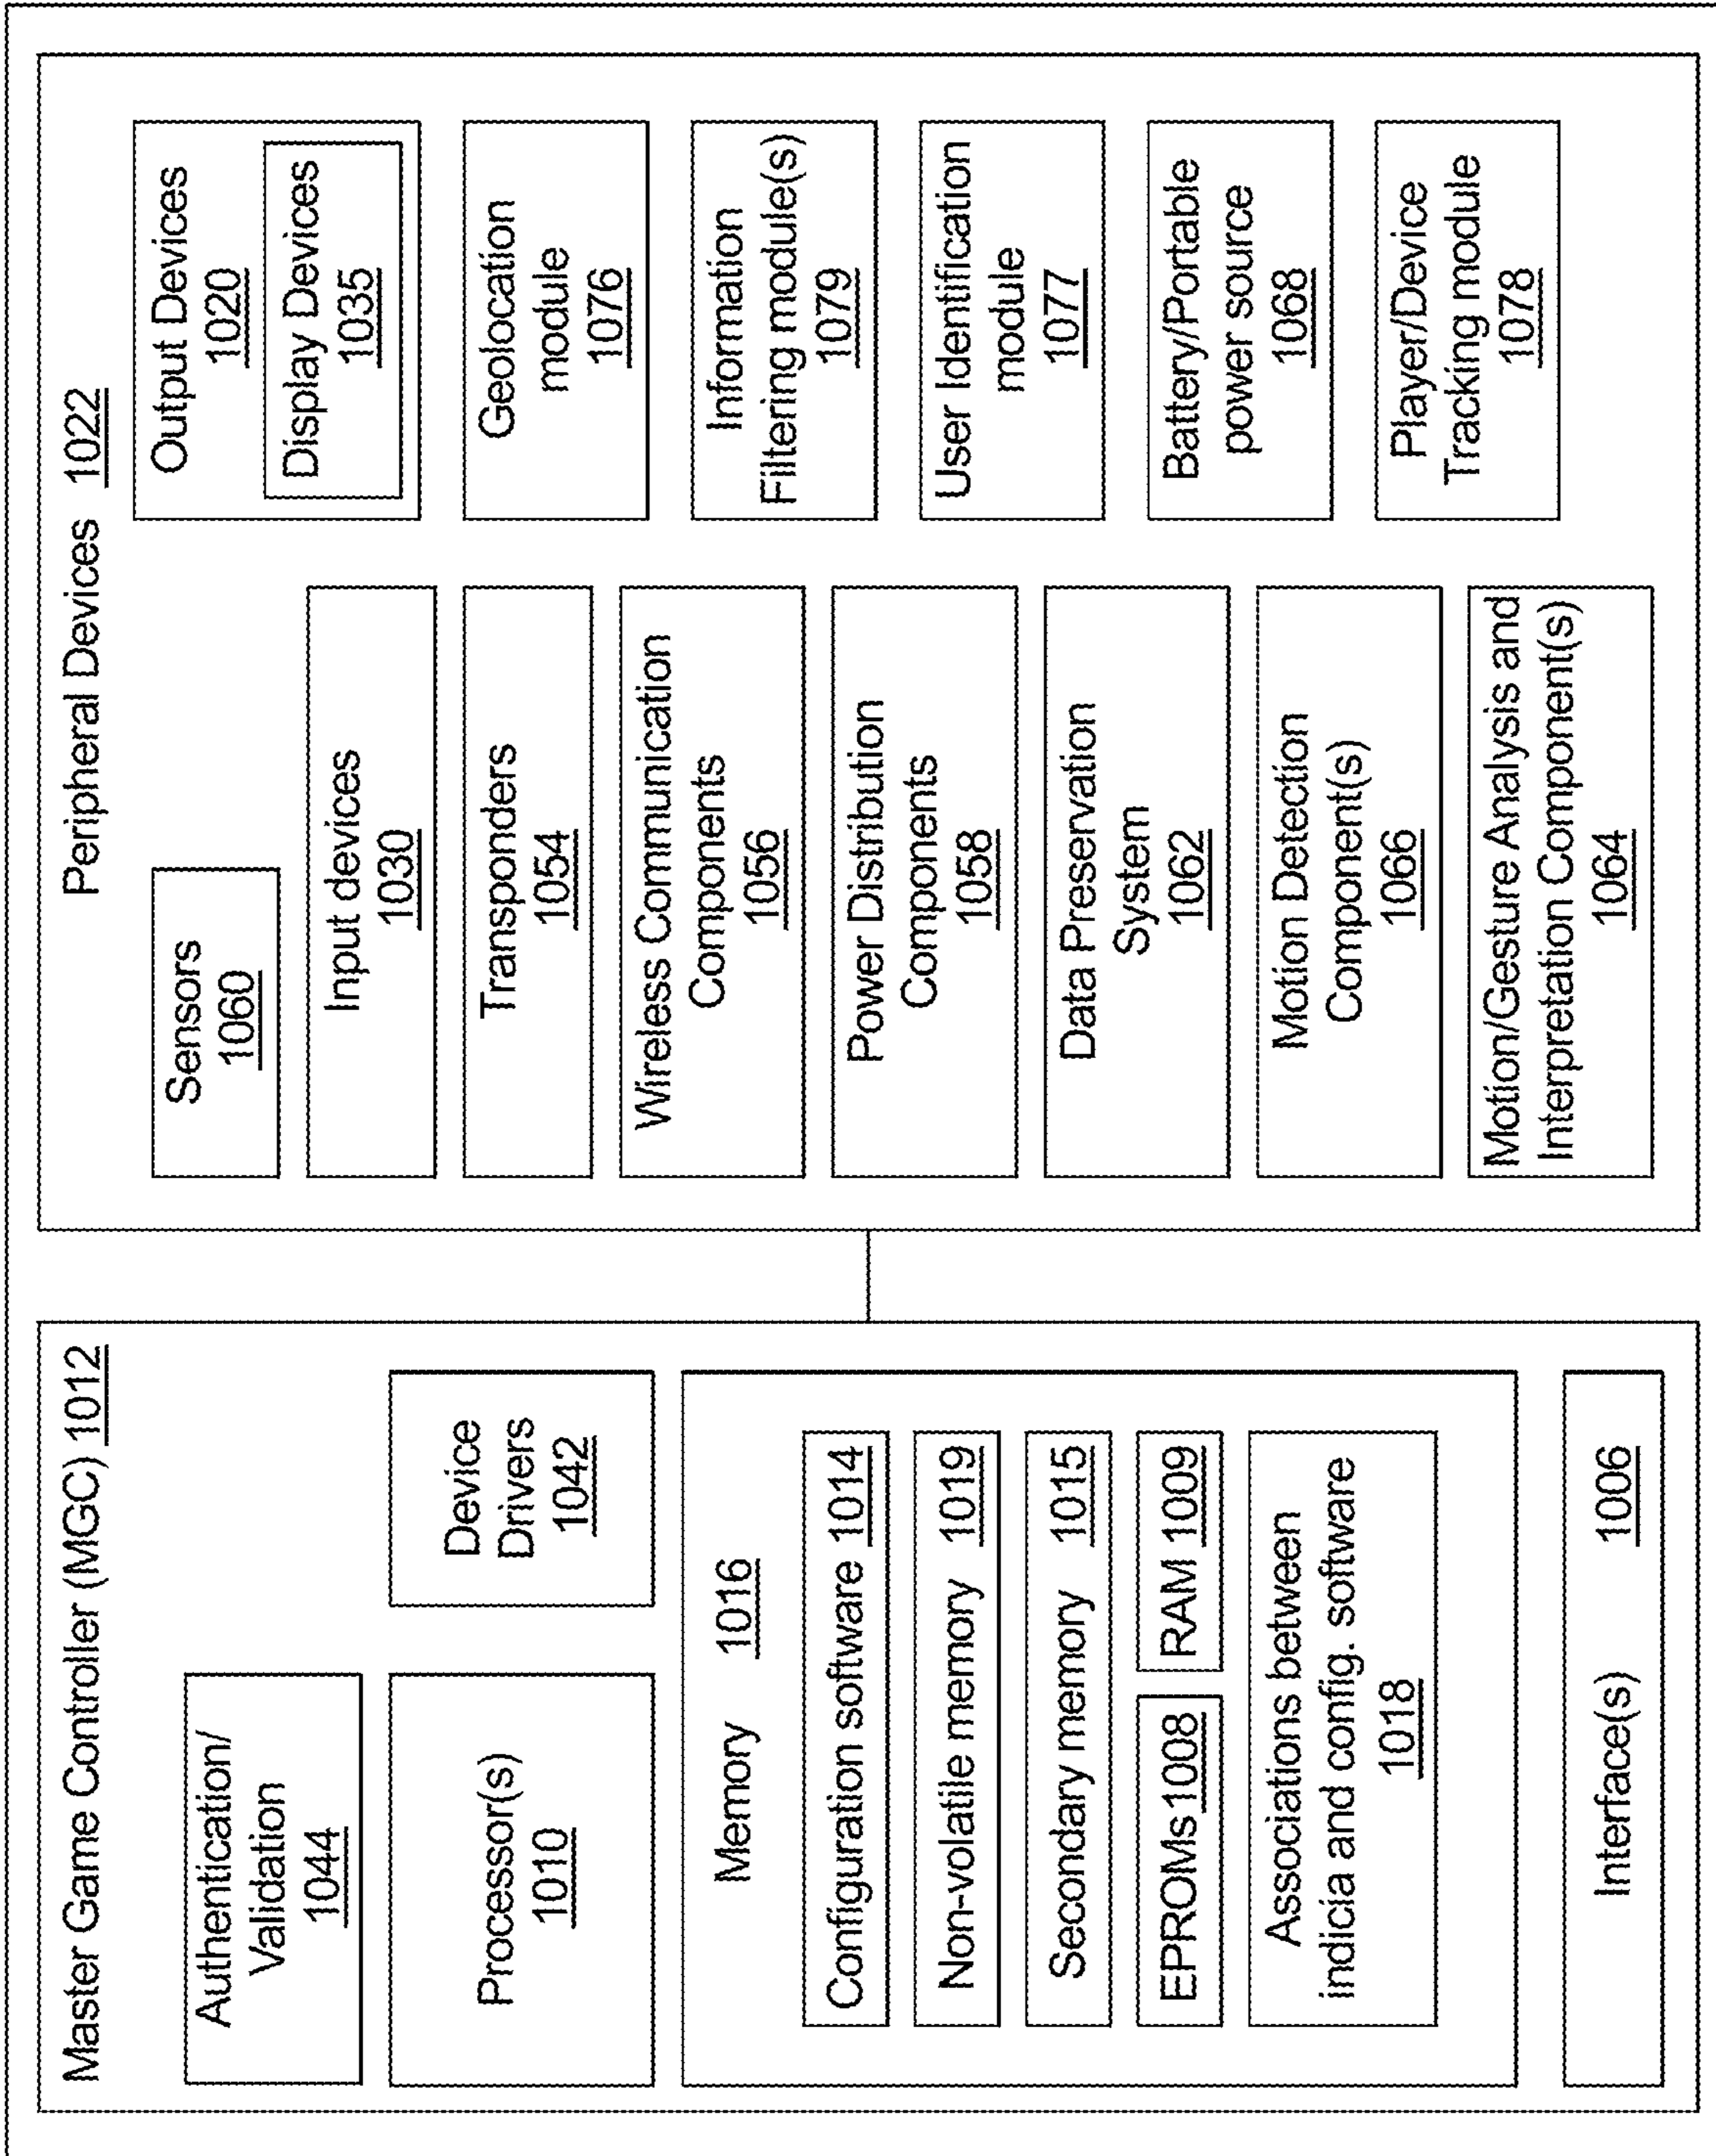 Master Game Controller (MGC) 1012
Authentication/
Validation
1044
Processor(s)
1010
Device
Drivers
1042
Memory 1016
Configuration software 1014
Non-volatile memory 1019
Secondary memory 1015
EPROMs 1008
RAM 1009
Associations between
indicia and config. software
1018
Interface(s) 1006
Peripheral Devices 1022
Sensors
1060
Input devices
1030
Transponders
1054
Wireless Communication
Components
1056
Power Distribution
Components
1058
Data Preservation
System
1062
Motion Detection
Component(s)
1066
Motion/Gesture Analysis and
Interpretation Component(s)
1064
Output Devices
1020
Display Devices
1035
Geolocation
module
1076
Information
Filtering module(s)
1079
User Identification
module
1077
Battery/Portable
power source
1068
Player/Device
Tracking module
1078